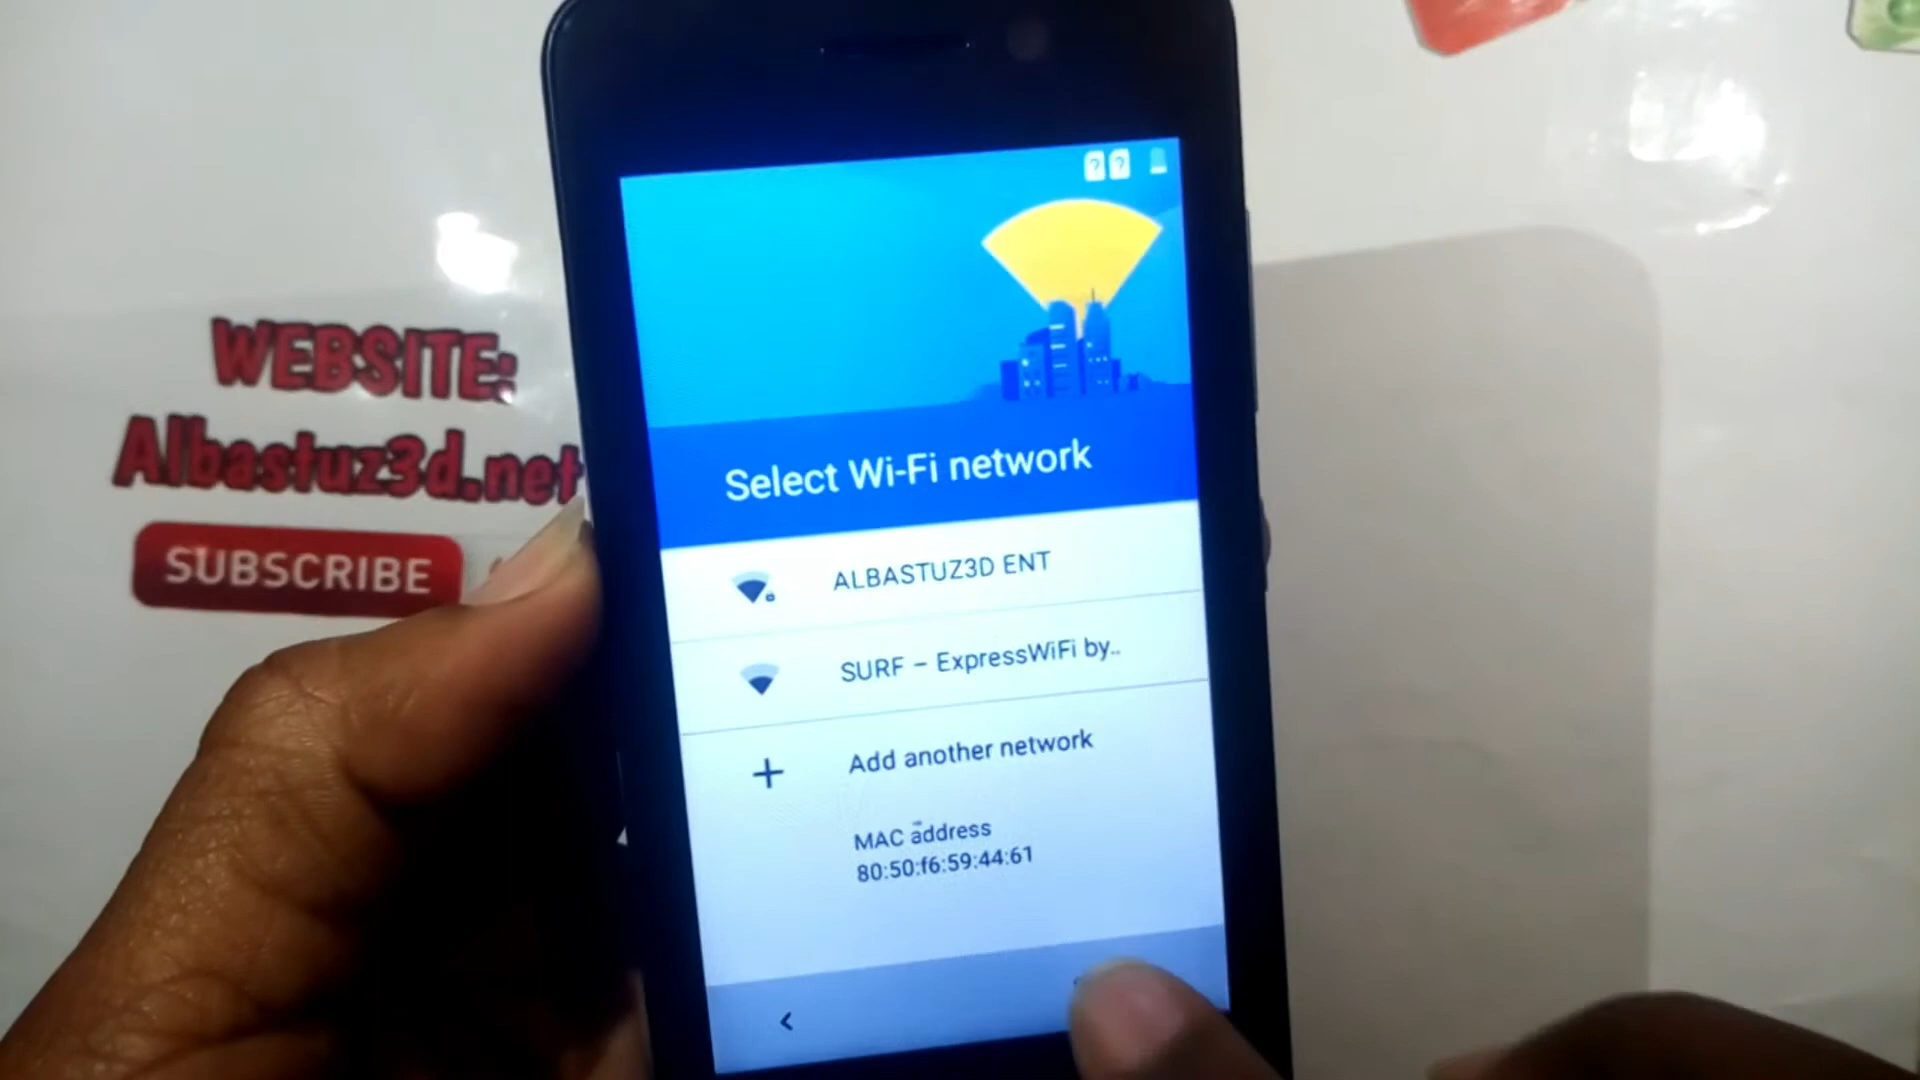 WEBSITE:
Albastuz3d.net
SUBSCRIBE
? ?
Select Wi-Fi network
ALBASTUZ3D ENT
SURF – ExpressWiFi by..
Add another network
MAC address
80:50:f6:59:44:61